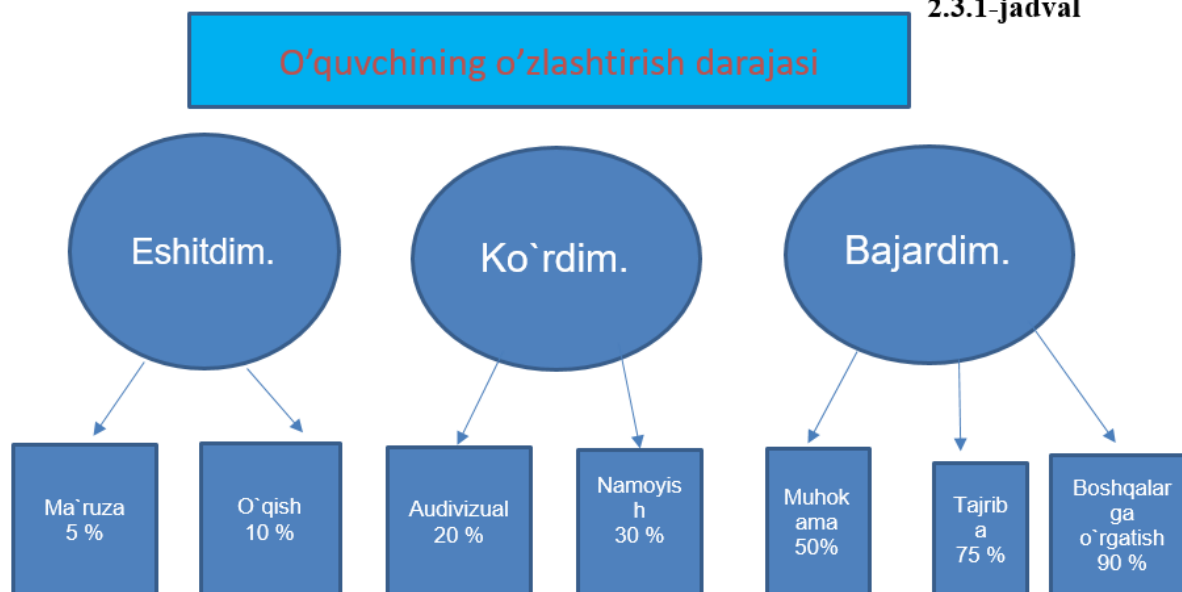 2.3.1-jadval
O’quvchining o’zlashtirish darajasi
Eshitdim.
Ko`rdim.
Bajardim.
Ma`ruza
5 %
O`qish
10 %
Audivizual
20 %
Namoyis
h
30 %
Muhok
ama
50%
Tajrib
a
75 %
Boshqalar
ga
o`rgatish
90 %